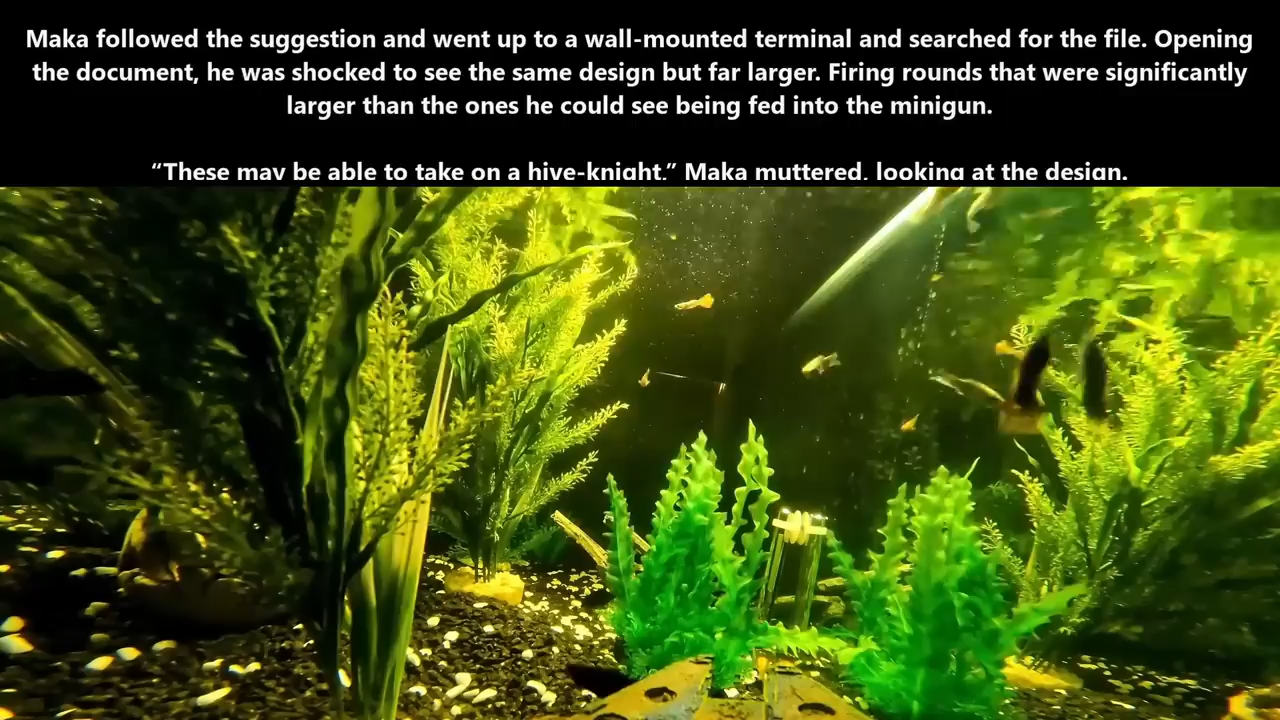 Maka followed the suggestion and went up to a wall-mounted terminal and searched for the file. Opening
the document, he was shocked to see the same design but far larger. Firing rounds that were significantly
larger than the ones he could see being fed into the minigun.
“These may be able to take on a hive-knight.” Maka muttered, looking at the design.